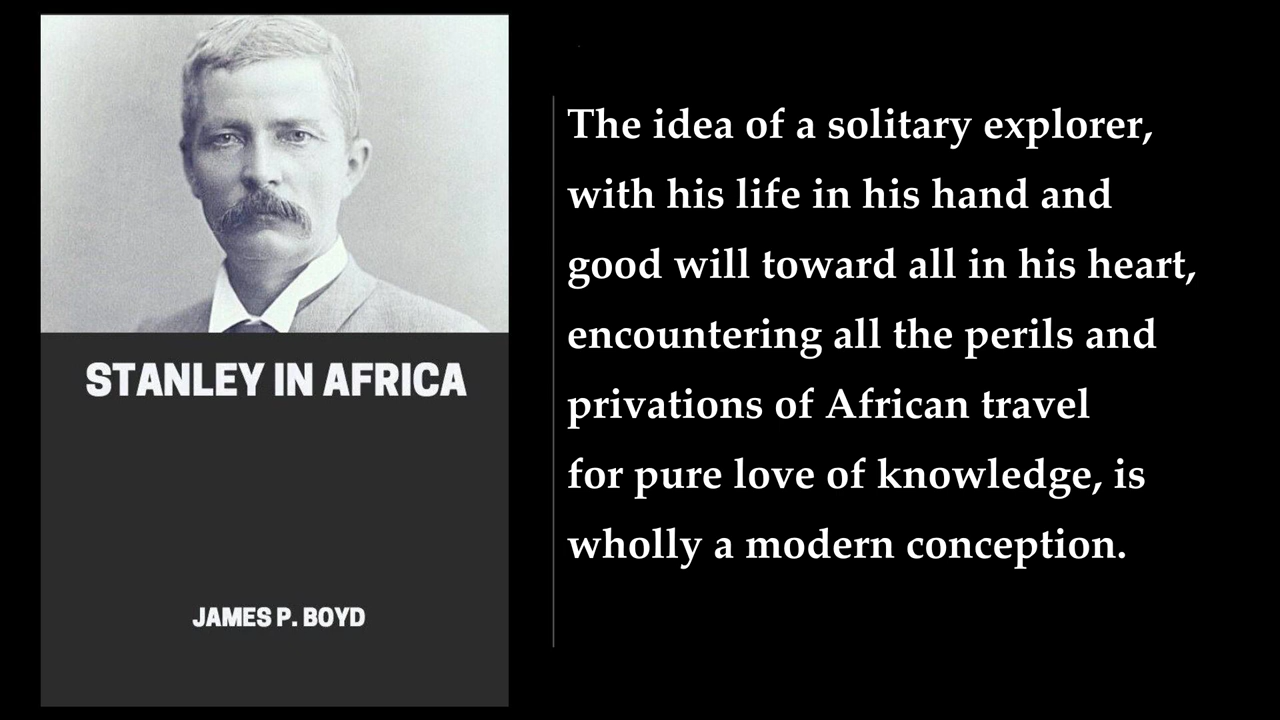 STANLEY IN AFRICA
JAMES P. BOYD
The idea of a solitary explorer,
with his life in his hand and
good will toward all in his heart,
encountering all the perils and
privations of African travel
for pure love of knowledge, is
wholly a modern conception.